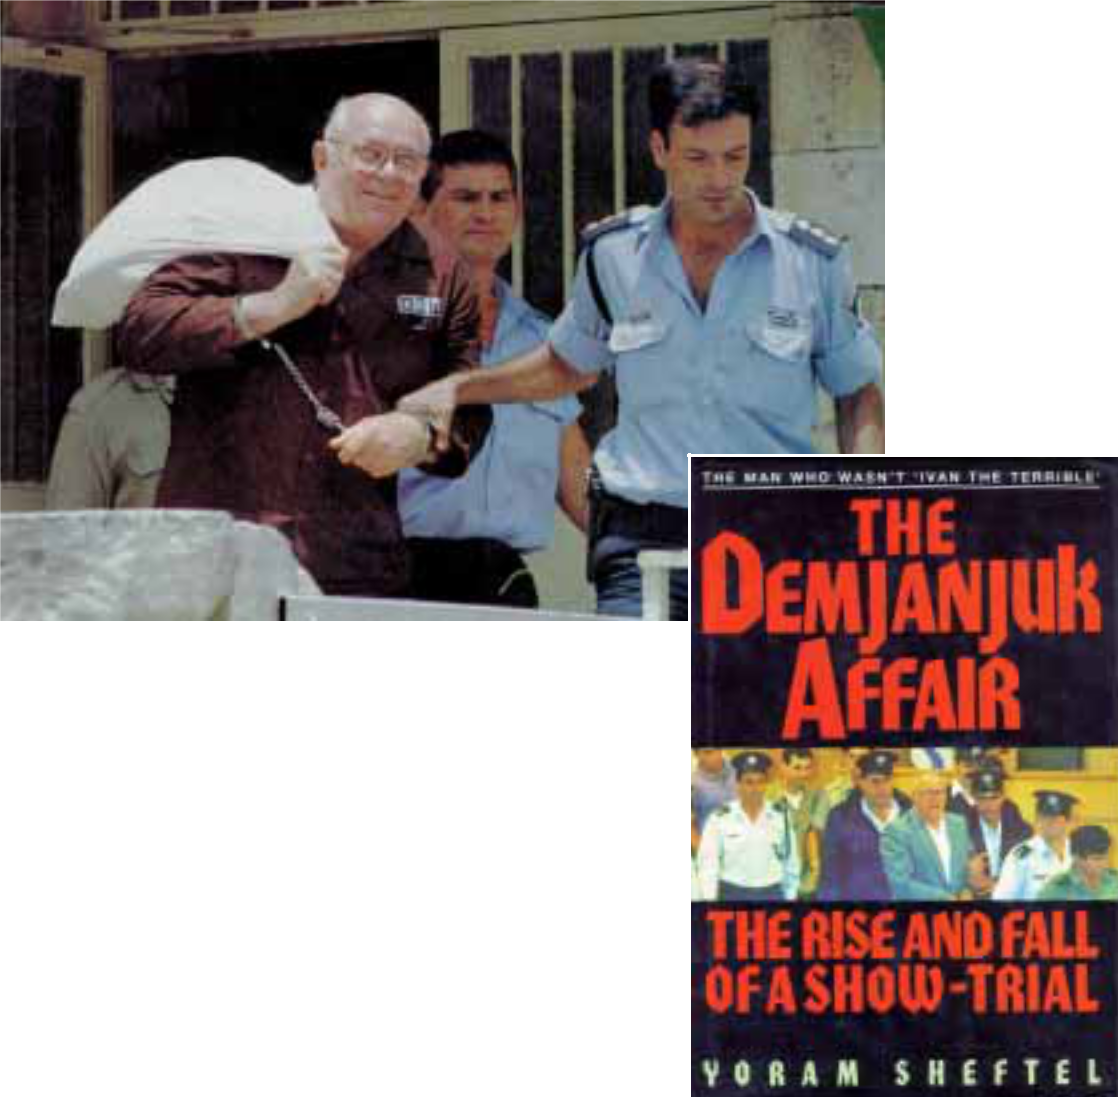 THE MAN WHO WASN'T 'IVAN THE TERRIBLE'
THE
DEMJANJUK
AFFAIR
THE RISE AND FALL
OF A SHOW-TRIAL
YORAM SHEFTEL